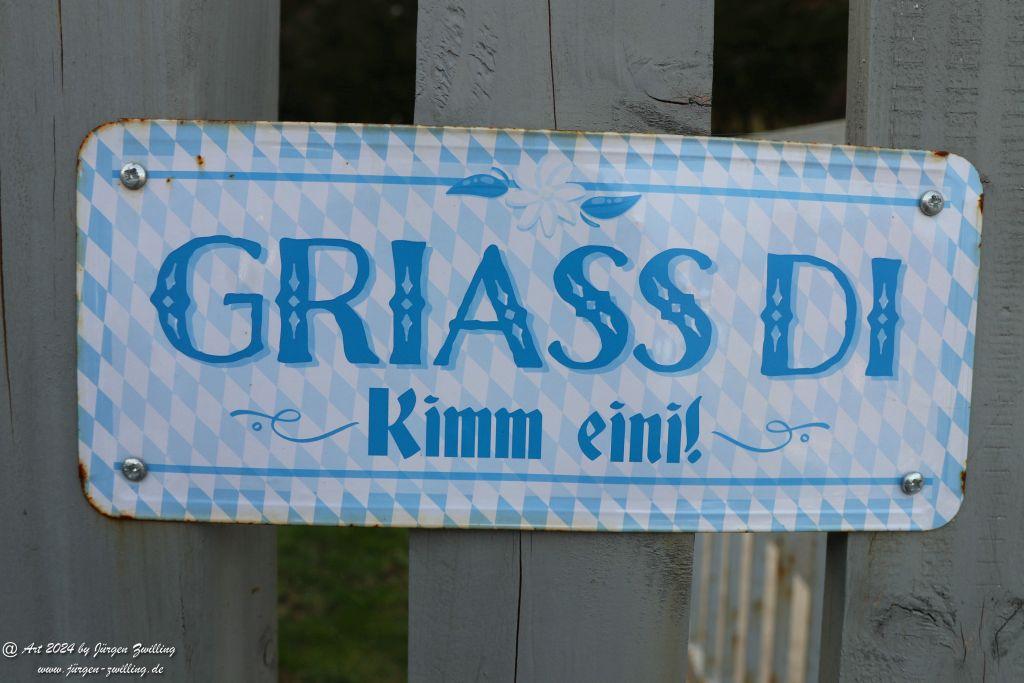 GRIASS DI
Kimm eini!
@ Art 2024 by Jürgen Zwilling
www.jürgen-zwilling.de